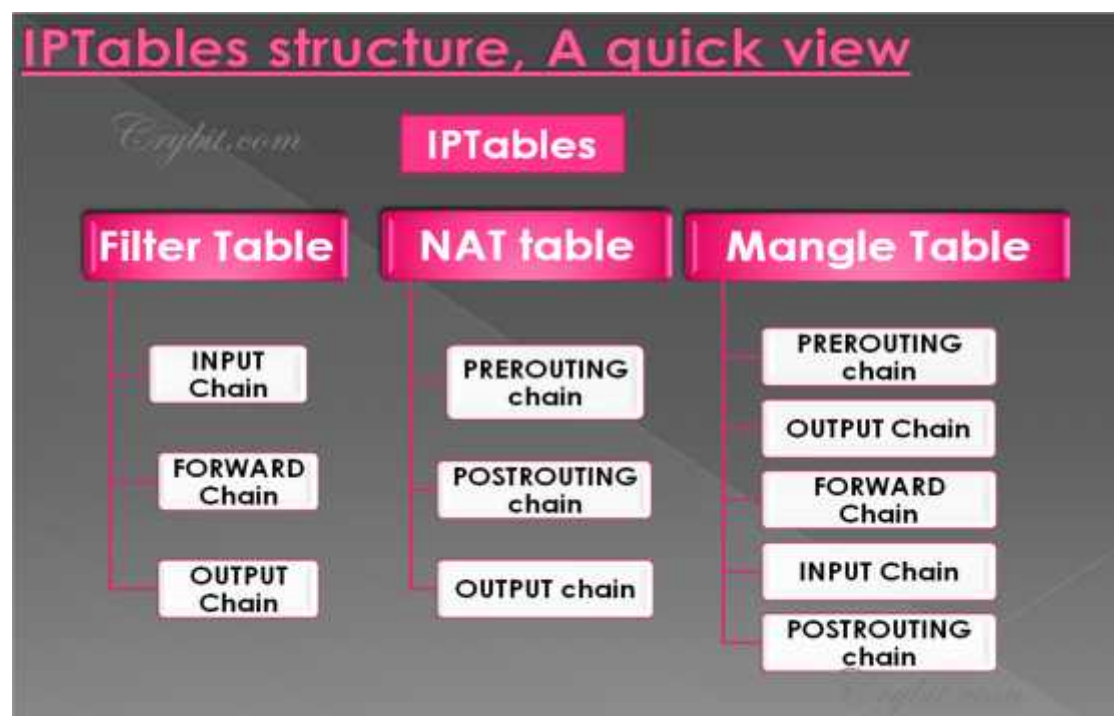 IPTables structure, A quick view
Crybit.com
IPTables
Filter Table
INPUT
Chain
FORWARD
Chain
OUTPUT
Chain
NAT table
PREROUTING
chain
POSTROUTING
chain
OUTPUT chain
Mangle Table
PREROUTING
chain
OUTPUT Chain
FORWARD
Chain
INPUT Chain
POSTROUTING
chain